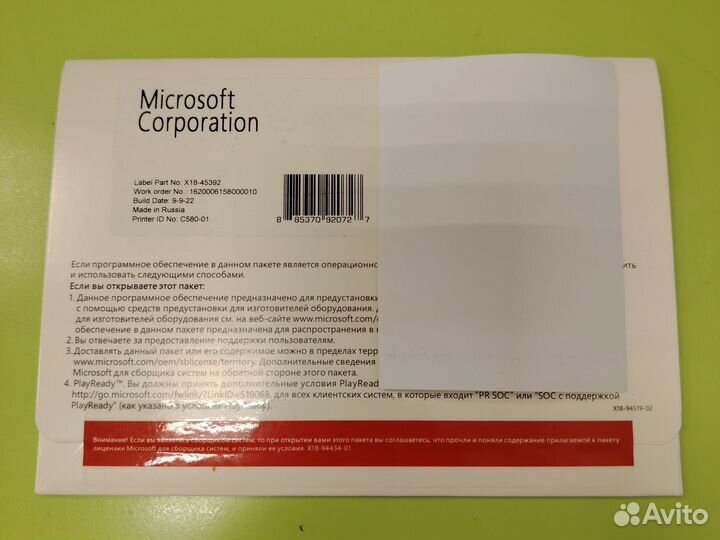 Microsoft
Corporation
Label Part No: X18-45392
Work order No.: 1620006158000010
Build Date: 9-9-22
Made in Russia
Printer ID No: C580-01
8 85370 92072 7
Если программное обеспечение в данном пакете является операционно ить
и использовать следующими способами.
Если вы открываете этот пакет:
1. Данное программное обеспечение предназначено для предустановки
с помощью средств предустановки для изготовителей оборудования.
для изготовителей оборудования см. на веб-сайте www.microsoft.com/
обеспечение в данном пакете предназначена для распространения в
2. Вы отвечаете за предоставление поддержки пользователям.
3. Доставлять данный пакет или его содержимое можно в пределах терр
www.microsoft.com/oem/sblicense/territory. Дополнительные сведения
Microsoft для сборщика систем на обратной стороне этого пакета.
4. PlayReady™. Вы должны принять дополнительные условия PlayRead
http://go.microsoft.com/fwlink/?LinkID=519068, для всех клиентских систем, в которые входит "PR SOC" или "SOC с поддержкой
PlayReady" (как указано в условиях PlayReady).
X18-94519-02
Внимание! Если вы являетесь сборщиком систем, то при открытии вами этого пакета вы соглашаетесь, что прочли и поняли содержание прилагаемой к пакету
лицензии Microsoft для сборщика систем, и приняли ее условия. X18-94434-01
Avito